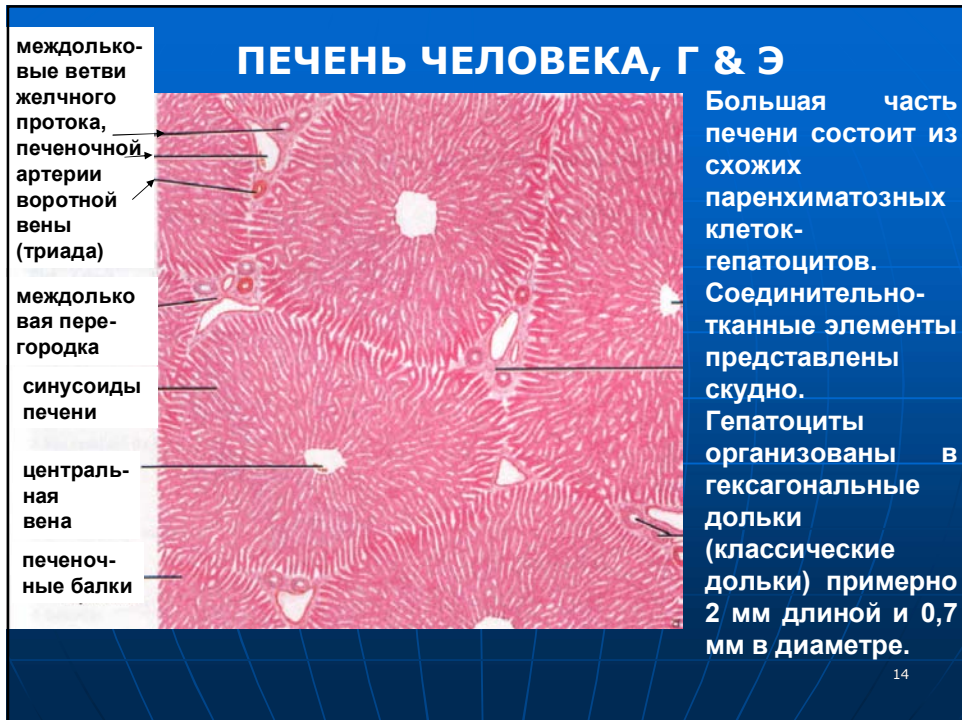 ПЕЧЕНЬ ЧЕЛОВЕКА, Г & Э
междолько-
вые ветви
желчного
протока,
печеночной
артерии
воротной
вены
(триада)
междолько
вая пере-
городка
синусоиды
печени
централь-
ная
вена
печеноч-
ные балки
Большая часть
печени состоит из
схожих
паренхиматозных
клеток-
гепатоцитов.
Соединительно-
тканные элементы
представлены
скудно.
Гепатоциты
организованы в
гексагональные
дольки
(классические
дольки) примерно
2 мм длиной и 0,7
мм в диаметре.
14